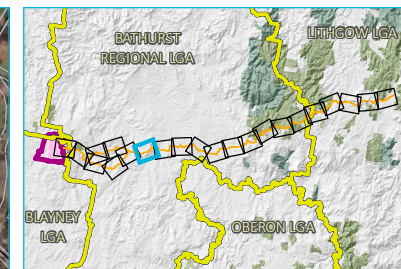 BATHURST
REGIONAL LGA
LITHGOW LGA
BLAYNEY
LGA
OBERON LGA